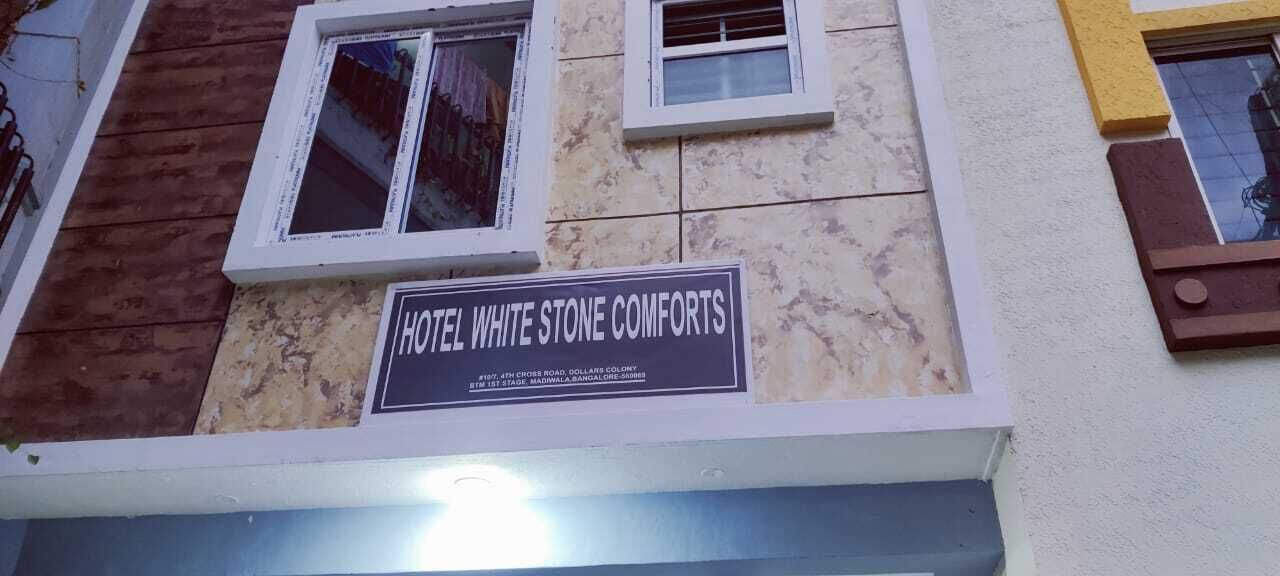 HOTEL WHITE STONE COMFORTS
#10/7, 4TH CROSS ROAD, DOLLARS COLONY
BTM 1ST STAGE, MADIWALA,BANGALORE-560068